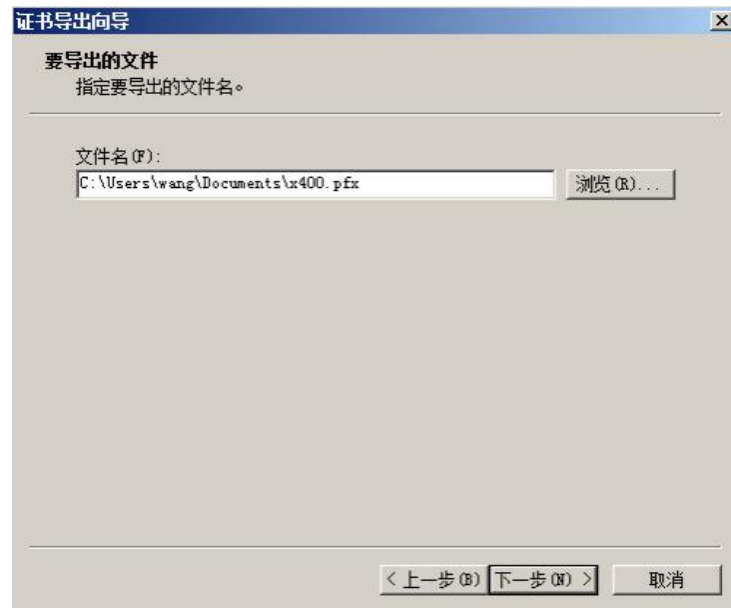 证书导出向导
要导出的文件
指定要导出的文件名。
文件名(F):
C:\Users\wang\Documents\x400.pfx 浏览(R)...
< 上一步(B) 下一步(N) > 取消